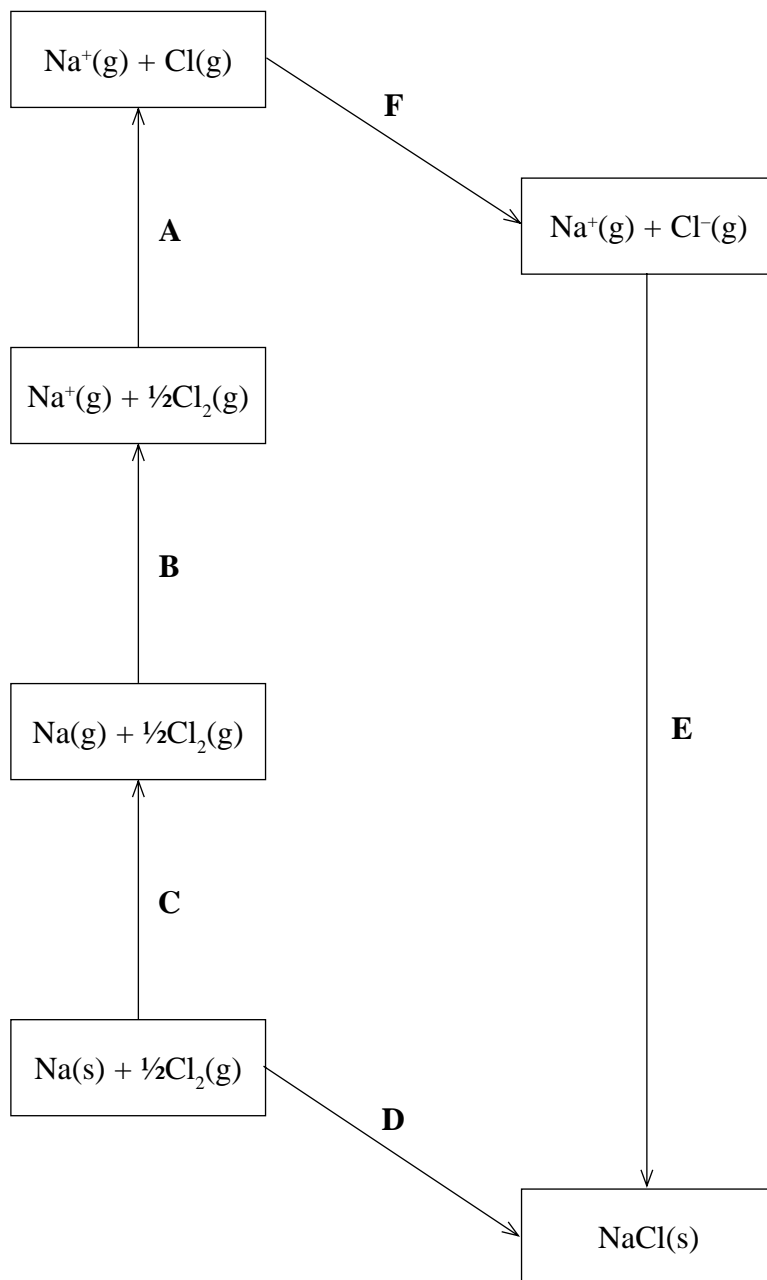 Na⁺(g) + Cl(g)
F
Na⁺(g) + Cl⁻(g)
A
Na⁺(g) + ½Cl₂(g)
B
Na(g) + ½Cl₂(g)
E
C
Na(s) + ½Cl₂(g)
D
NaCl(s)